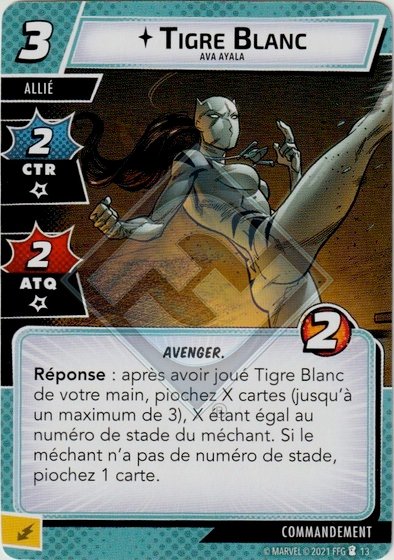 3
TIGRE BLANC
AVA AYALA
ALLIÉ
2
CTR
2
ATQ
2
AVENGER.
Réponse : après avoir joué Tigre Blanc
de votre main, piochez X cartes (jusqu'à
un maximum de 3), X étant égal au
numéro de stade du méchant. Si le
méchant n'a pas de numéro de stade,
piochez 1 carte.
COMMANDEMENT
© MARVEL © 2021 FFG 13